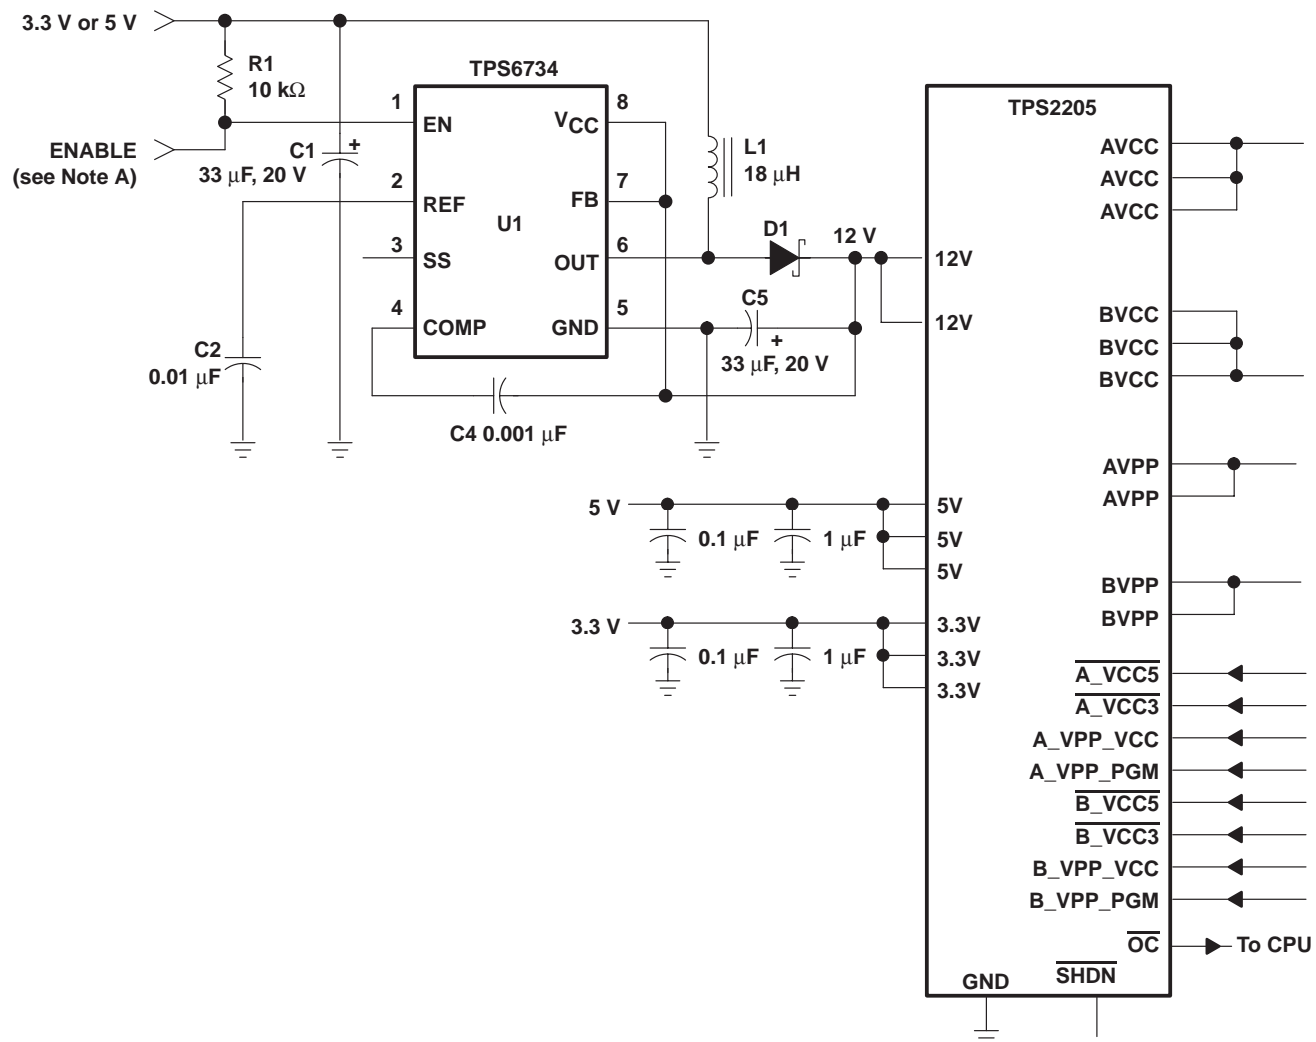 3.3 V or 5 V
R1
10 kΩ
ENABLE
(see Note A)
C1
+
33 μF, 20 V
C2
0.01 μF
TPS6734
1
EN
2
REF
3
SS
4
COMP
U1
8
VCC
7
FB
6
OUT
5
GND
C4 0.001 μF
L1
18 μH
D1
12 V
C5
+
33 μF, 20 V
5 V
0.1 μF
1 μF
3.3 V
0.1 μF
1 μF
TPS2205
12V
12V
5V
5V
5V
3.3V
3.3V
3.3V
AVCC
AVCC
AVCC
BVCC
BVCC
BVCC
AVPP
AVPP
BVPP
BVPP
A_VCC5
A_VCC3
A_VPP_VCC
A_VPP_PGM
B_VCC5
B_VCC3
B_VPP_VCC
B_VPP_PGM
OC
To CPU
GND
SHDN